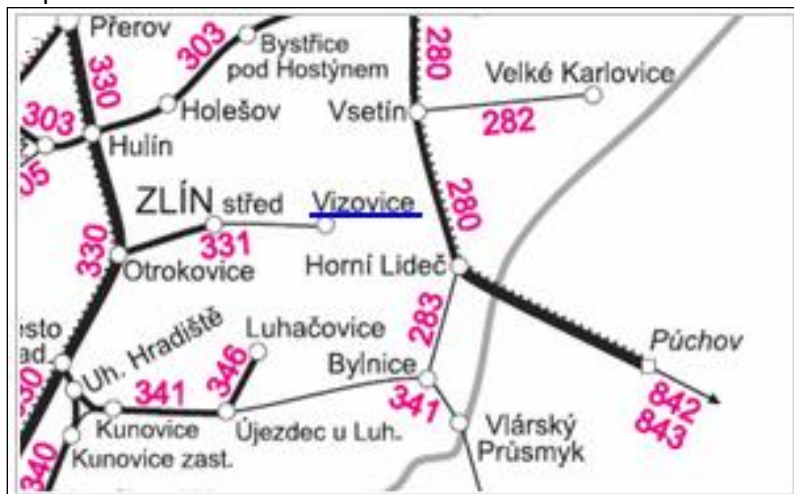 Přerov
330
303
Bystřice
pod Hostýnem
280
Velké Karlovice
303
Holešov
Vsetín
282
Hulín
05
ZLÍN střed
Vizovice
280
330
331
Otrokovice
Horní Lideč
283
Uh. Hradiště
Luhačovice
Púchov
346
Bylnice
341
341
842
843
Kunovice
Újezdec u Luh.
Vlárský
Průsmyk
Kunovice zast.
340